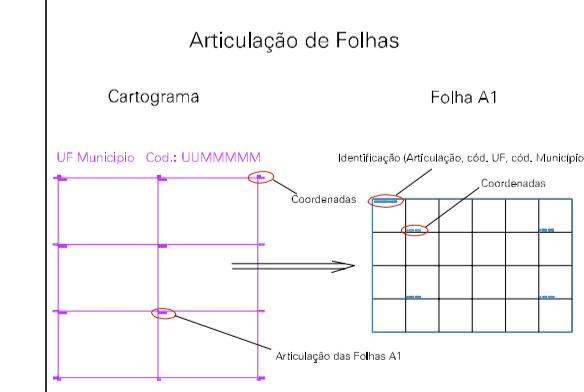 Articulação de Folhas
Cartograma
Folha A1
UF Municipio Cod.: UUMMMMM
Identificação (Articulação, cód. UF, cód. Município
Coordenadas
Coordenadas
Articulação das Folhas A1